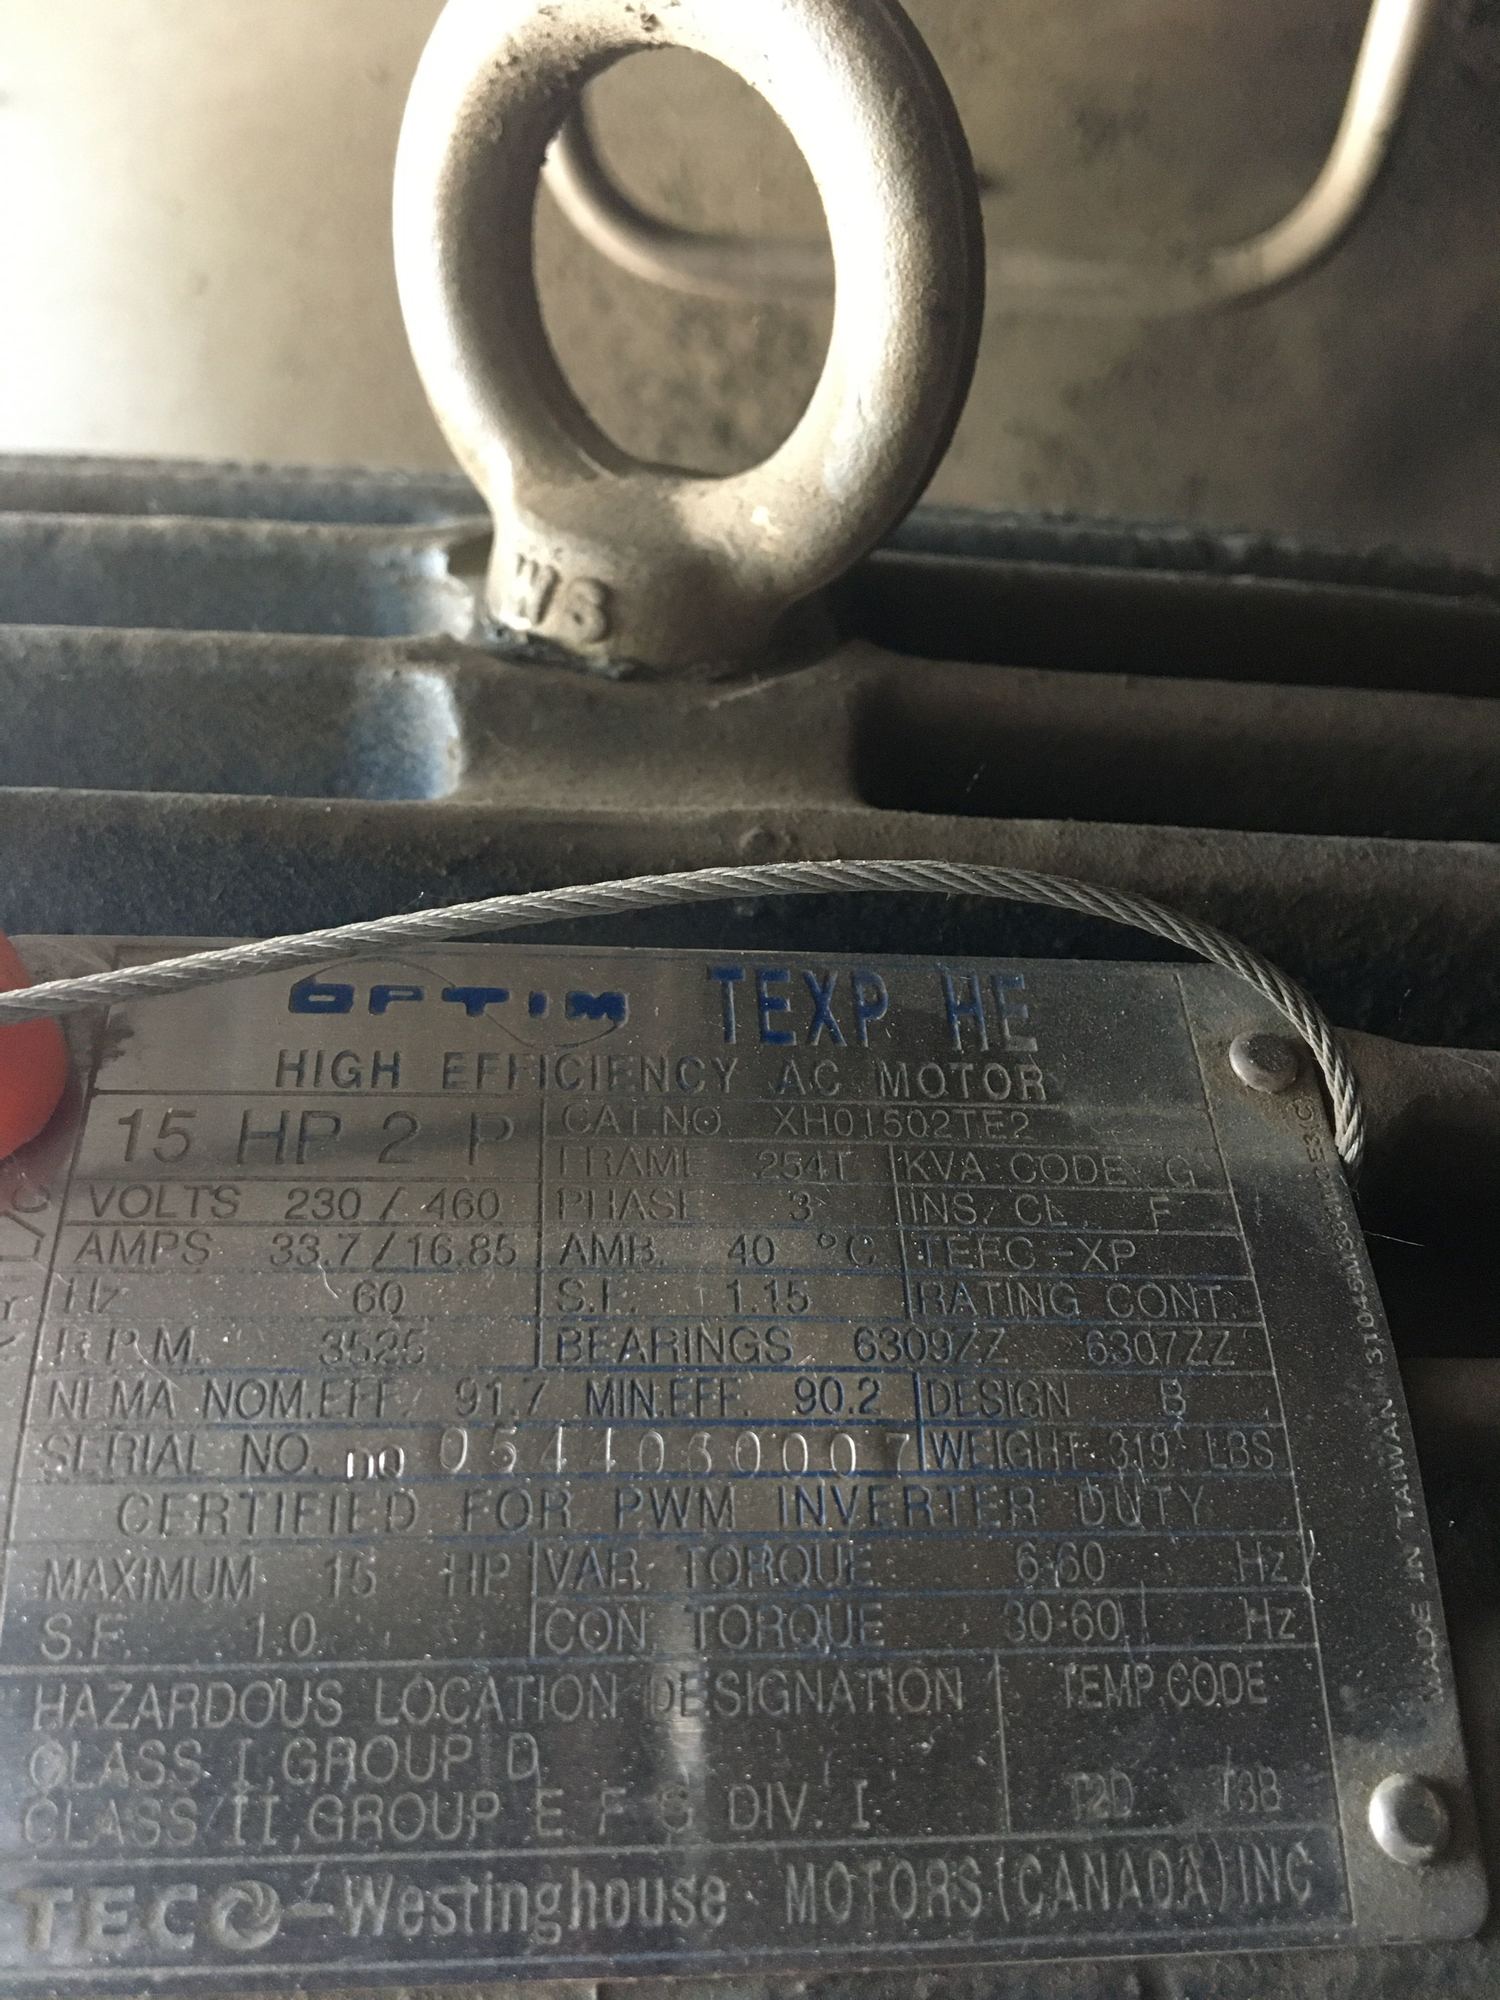 W8
OPTIM TEXP HE
HIGH EFFICIENCY AC MOTOR
15 HP 2 P CAT.NO. XH01502TE2
FRAME 254T KVA CODE G
VOLTS 230 / 460 PHASE 3 INS. CL F
AMPS 33.7/16.85 AMB. 40 °C TEFC-XP
Hz 60 S.F. 1.15 RATING CONT.
R.P.M. 3525 BEARINGS 6309ZZ 6307ZZ
NEMA NOM.EFF. 91.7 MIN.EFF. 90.2 DESIGN B
SERIAL NO. 0544060007 WEIGHT 319 LBS
CERTIFIED FOR PWM INVERTER DUTY
MAXIMUM 15 HP VAR. TORQUE 6-60 Hz
S.F. 1.0 CON. TORQUE 30-60 Hz
HAZARDOUS LOCATION DESIGNATION TEMP.CODE
CLASS I,GROUP D
CLASS II,GROUP E F G DIV. I T2D T3B
TECO-Westinghouse MOTORS(CANADA)INC
MADE IN TAIWAN